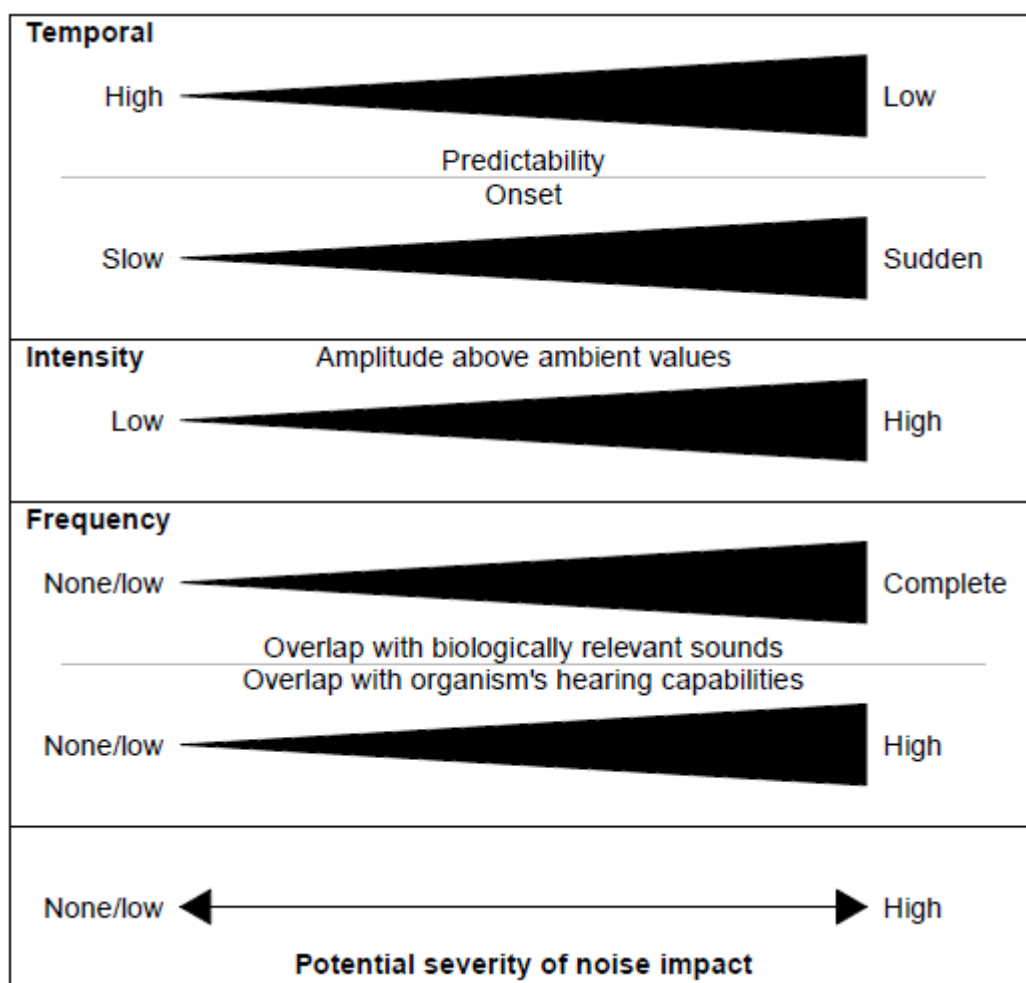 Temporal
High
Low
Predictability
Onset
Slow
Sudden
Intensity
Amplitude above ambient values
Low
High
Frequency
None/low
Complete
Overlap with biologically relevant sounds
Overlap with organism's hearing capabilities
None/low
High
None/low
High
Potential severity of noise impact